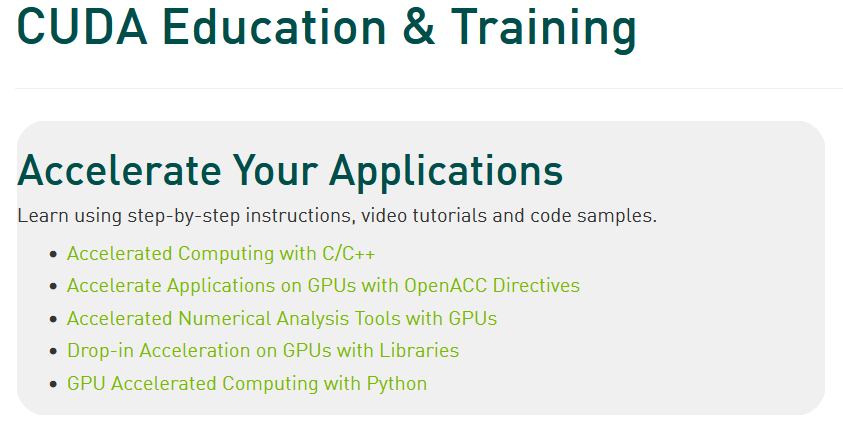 CUDA Education & Training
Accelerate Your Applications
Learn using step-by-step instructions, video tutorials and code samples.
Accelerated Computing with C/C++
Accelerate Applications on GPUs with OpenACC Directives
Accelerated Numerical Analysis Tools with GPUs
Drop-in Acceleration on GPUs with Libraries
GPU Accelerated Computing with Python